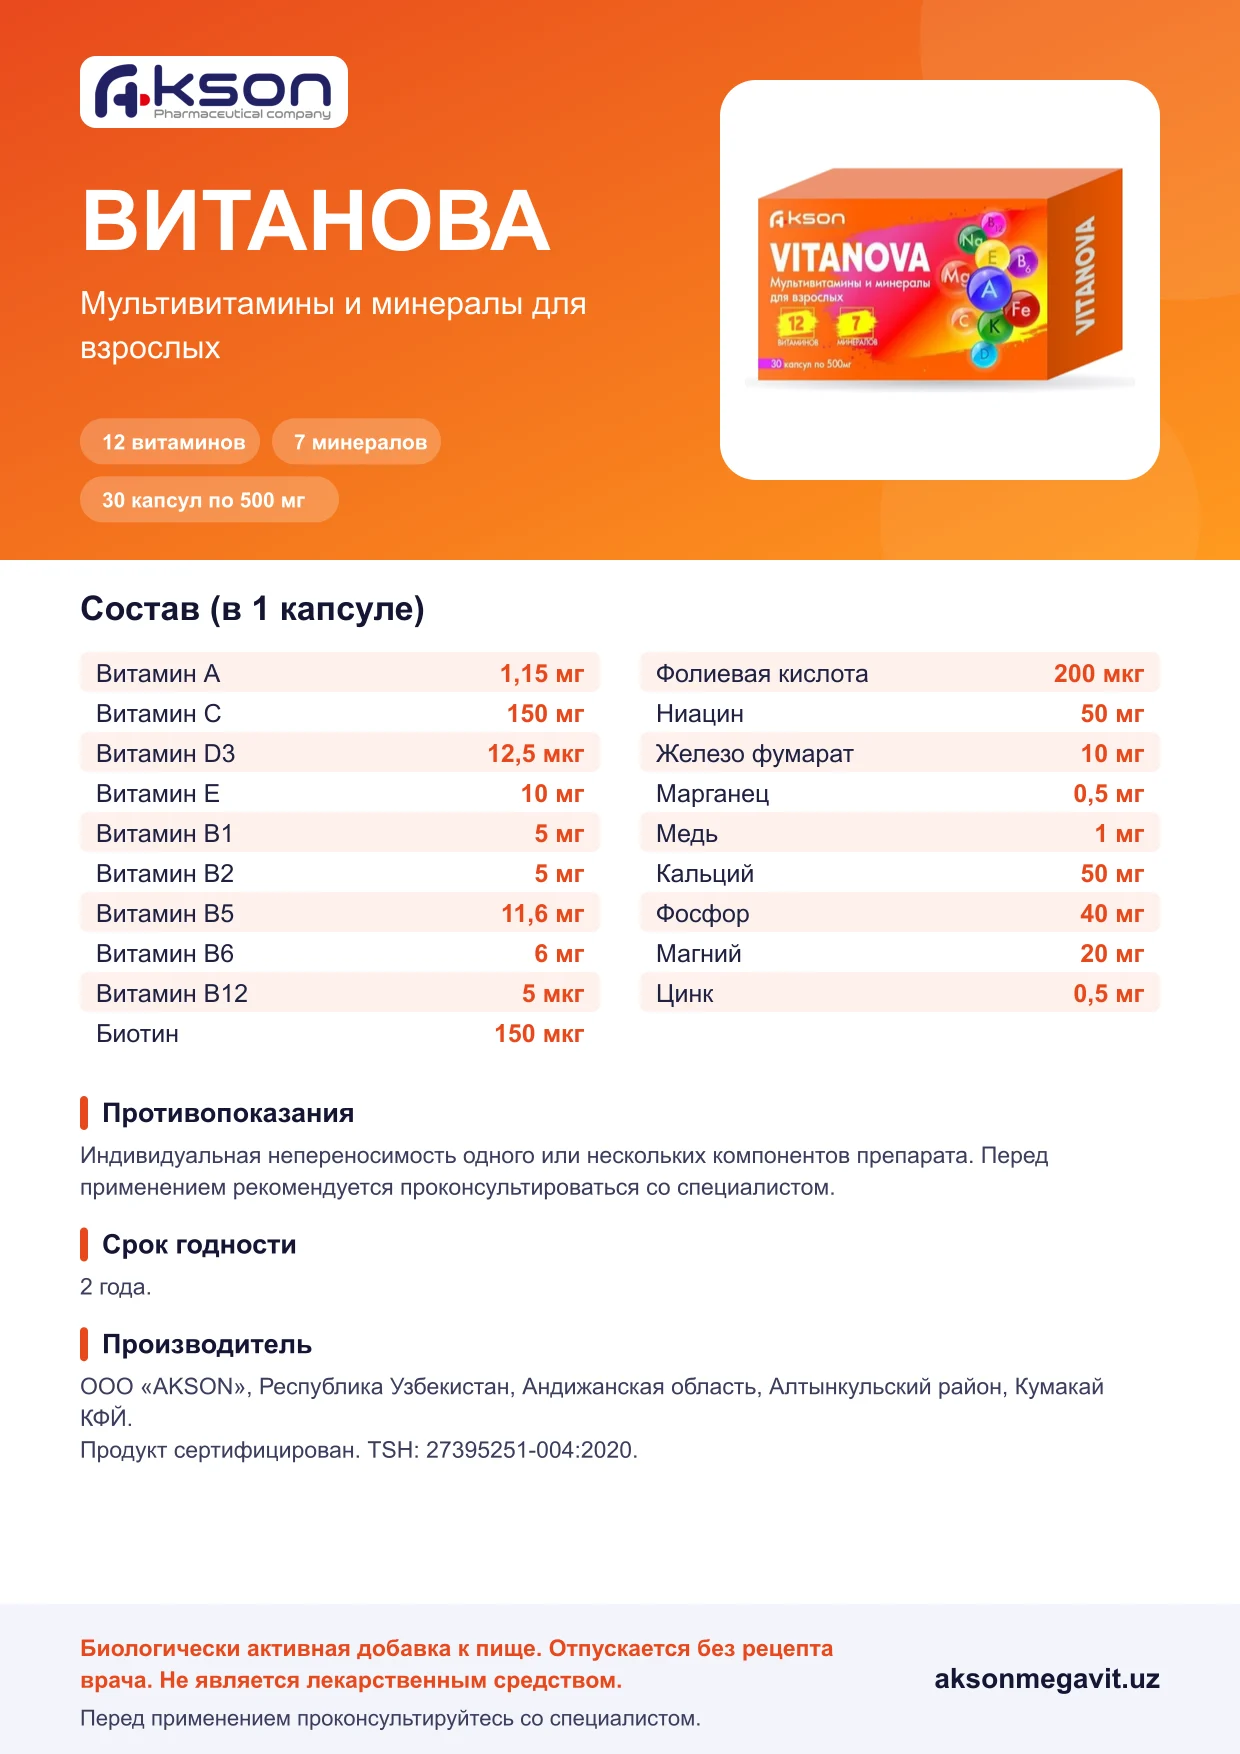 Akson
Pharmaceutical company
ВИТАНОВА
Мультивитамины и минералы для
взрослых
12 витаминов
7 минералов
30 капсул по 500 мг
Akson
VITANOVA
Мультивитамины и минералы
для взрослых
12
ВИТАМИНОВ
7
МИНЕРАЛОВ
30 капсул по 500мг
B12
Na
E
B6
Mg
A
Fe
C
K
D
VITANOVA
Состав (в 1 капсуле)
Витамин A 1,15 мг
Витамин C 150 мг
Витамин D3 12,5 мкг
Витамин E 10 мг
Витамин B1 5 мг
Витамин B2 5 мг
Витамин B5 11,6 мг
Витамин B6 6 мг
Витамин B12 5 мкг
Биотин 150 мкг
Фолиевая кислота 200 мкг
Ниацин 50 мг
Железо фумарат 10 мг
Марганец 0,5 мг
Медь 1 мг
Кальций 50 мг
Фосфор 40 мг
Магний 20 мг
Цинк 0,5 мг
Противопоказания
Индивидуальная непереносимость одного или нескольких компонентов препарата. Перед
применением рекомендуется проконсультироваться со специалистом.
Срок годности
2 года.
Производитель
ООО «AKSON», Республика Узбекистан, Андижанская область, Алтынкульский район, Кумакай
КФЙ.
Продукт сертифицирован. TSH: 27395251-004:2020.
Биологически активная добавка к пище. Отпускается без рецепта
врача. Не является лекарственным средством.
Перед применением проконсультируйтесь со специалистом.
aksonmegavit.uz